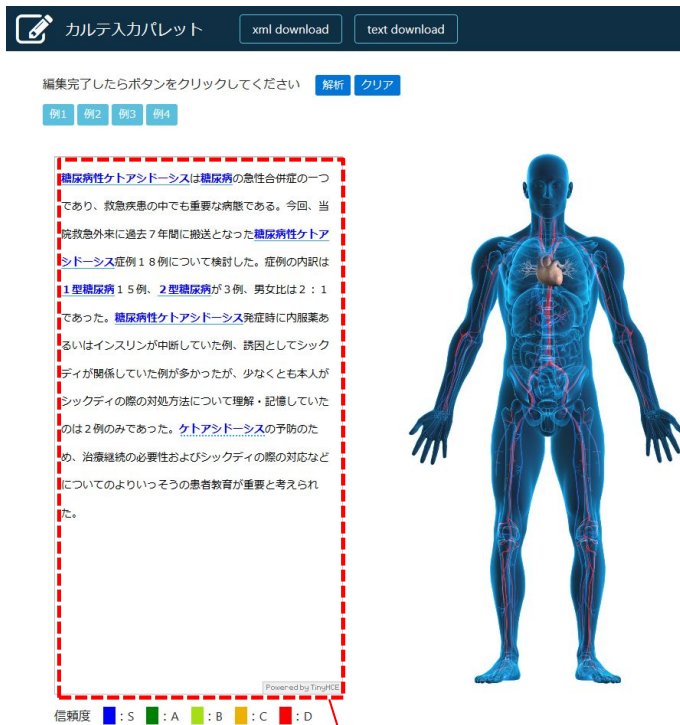 カルテ入力パレット xml download text download
編集完了したらボタンをクリックしてください 解析 クリア
例1 例2 例3 例4
糖尿病性ケトアシドーシスは糖尿病の急性合併症の一つ
であり、救急疾患の中でも重要な病態である。今回、当
院救急外来に過去７年間に搬送となった糖尿病性ケトア
シドーシス症例１８例について検討した。症例の内訳は
１型糖尿病１５例、２型糖尿病が３例、男女比は２：１
であった。糖尿病性ケトアシドーシス発症時に内服薬あ
るいはインスリンが中断していた例、誘因としてシック
ディが関係していた例が多かったが、少なくとも本人が
シックディの際の対処方法について理解・記憶していた
のは２例のみであった。ケトアシドーシスの予防のた
め、治療継続の必要性およびシックディの際の対応など
についてのよりいっそうの患者教育が重要と考えられ
た。
Powered by TinyMCE
信頼度 : S : A : B : C : D